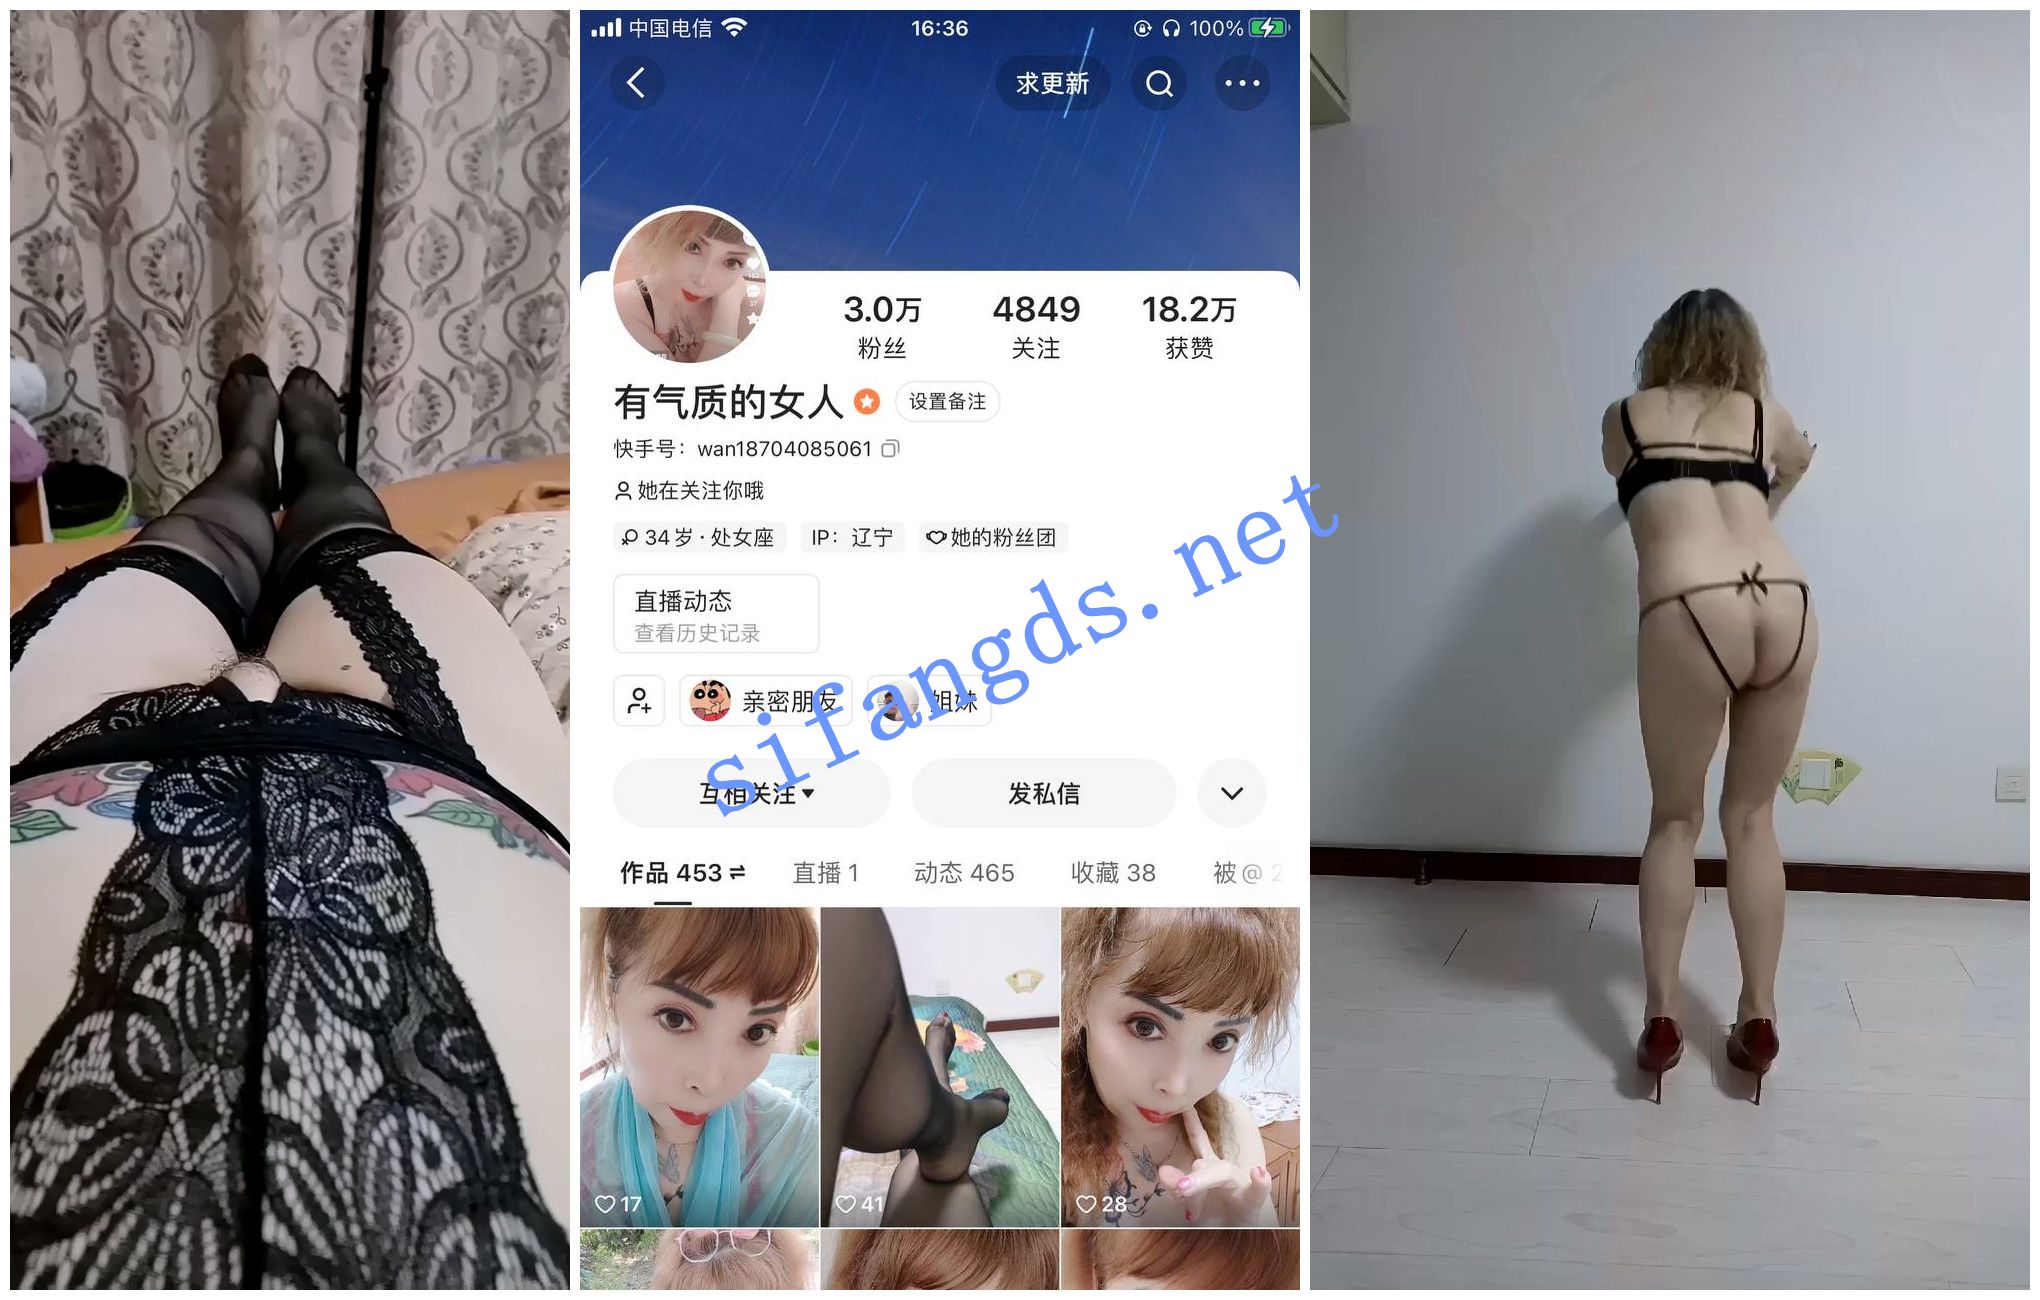 中国电信
16:36
100%
求更新
3.0万
4849
18.2万
粉丝
关注
获赞
有气质的女人
设置备注
快手号：wan18704085061
她在关注你哦
34岁·处女座
IP：辽宁
她的粉丝团
直播动态
查看历史记录
亲密朋友
姐妹
sifangds.net
互相关注
发私信
作品 453
直播 1
动态 465
收藏 38
被@ 2
17
41
28